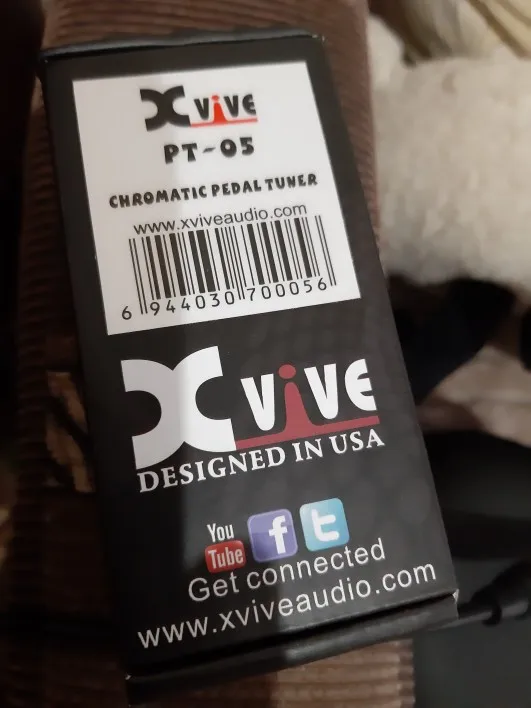 XVIVE
PT-05
CHROMATIC PEDAL TUNER
www.xviveaudio.com
6 944030 700056
XVIVE
DESIGNED IN USA
You
Tube
f
t
Get connected
www.xviveaudio.com